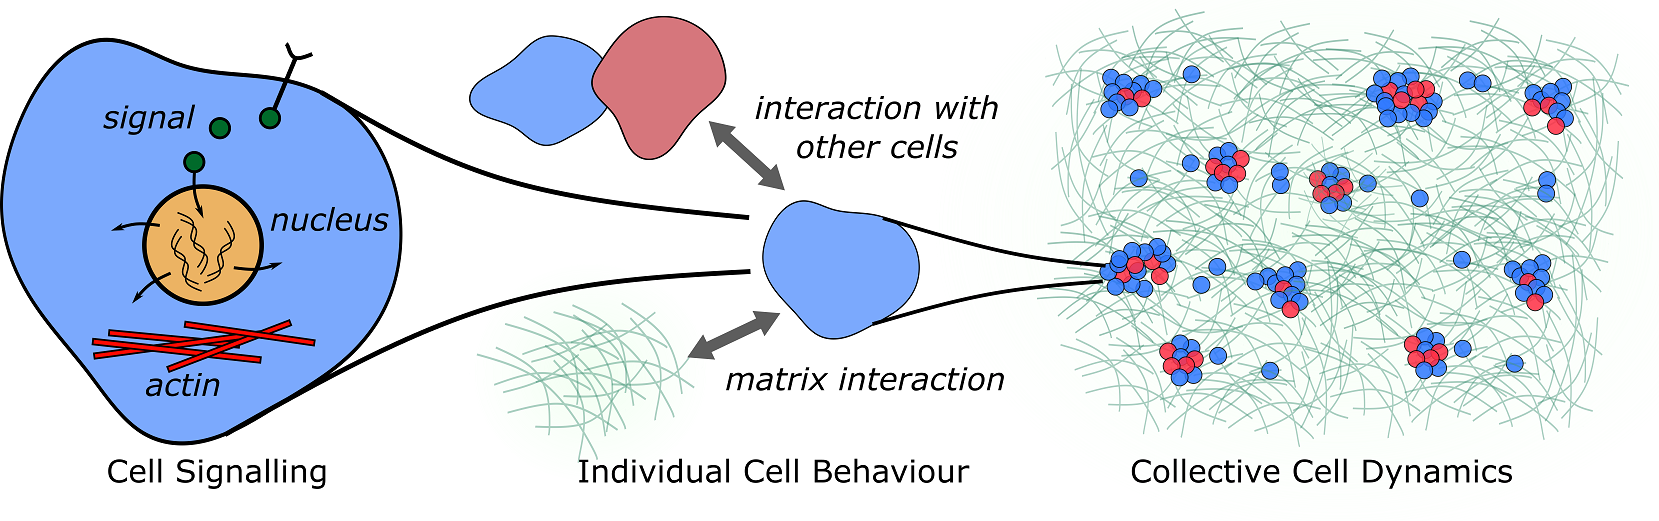 signal
nucleus
actin
Cell Signalling
interaction with
other cells
matrix interaction
Individual Cell Behaviour
Collective Cell Dynamics